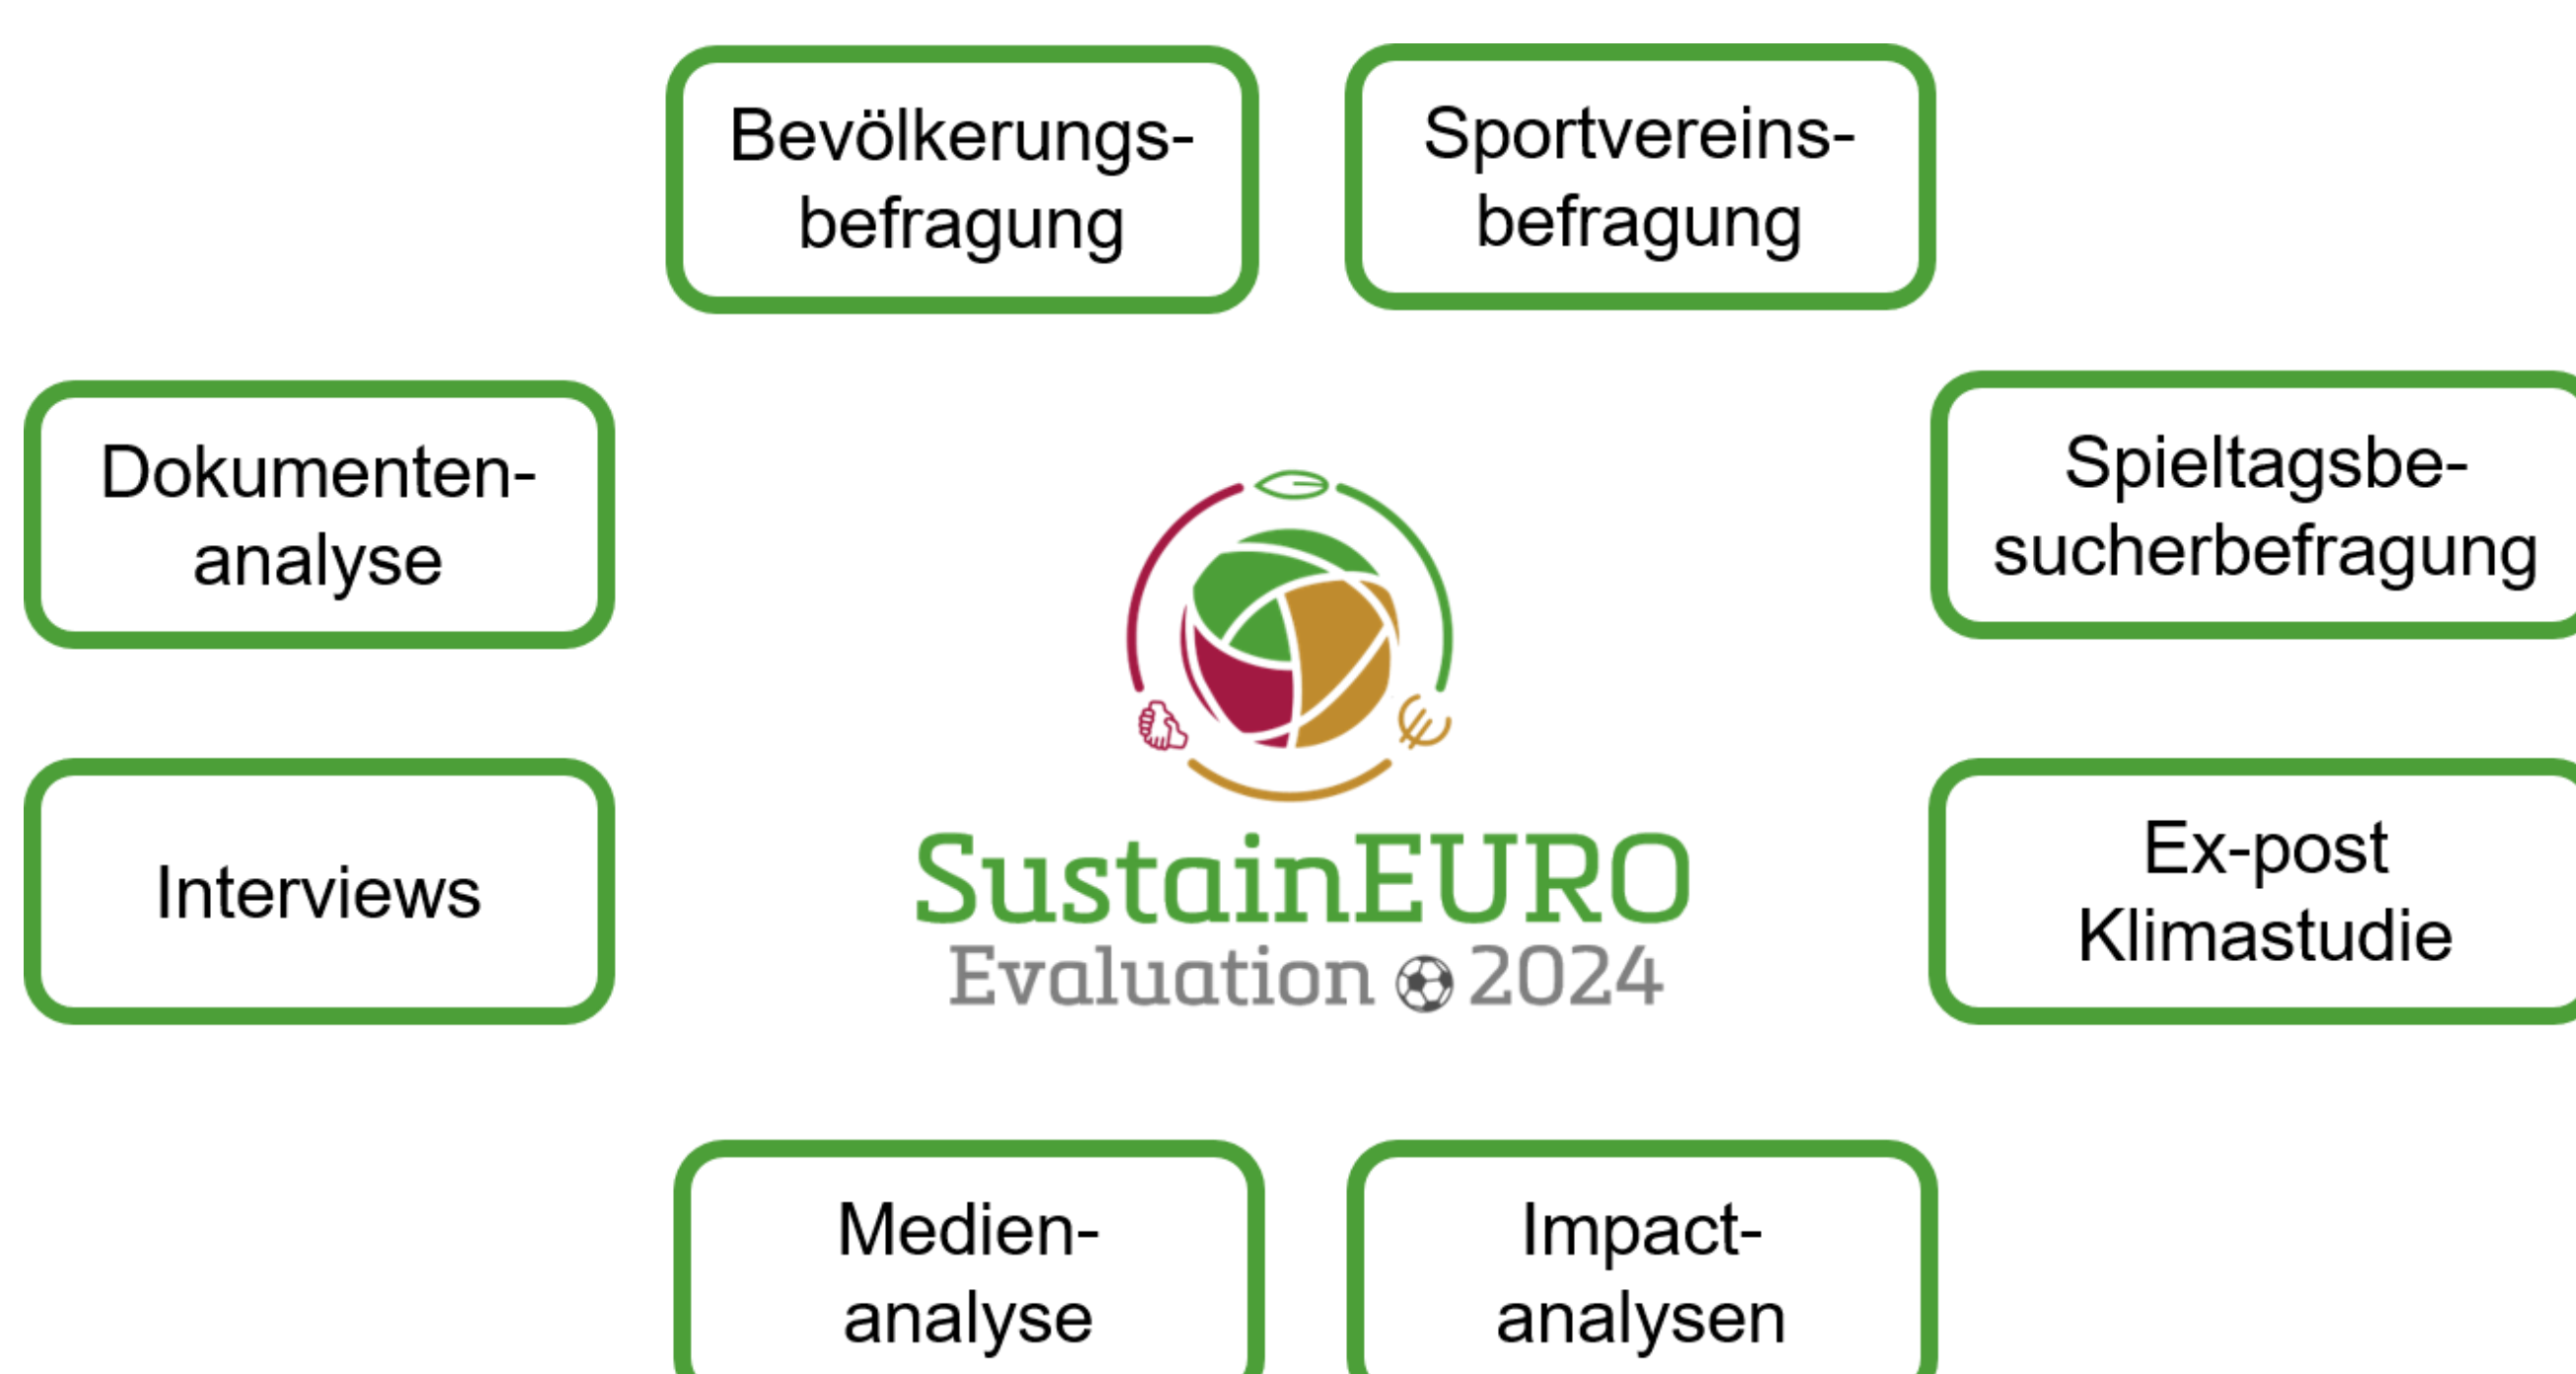 Bevölkerungs-
befragung
Sportvereins-
befragung
Dokumenten-
analyse
Spieltagsbe-
sucherbefragung
Interviews
SustainEURO
Evaluation 2024
Ex-post
Klimastudie
Medien-
analyse
Impact-
analysen